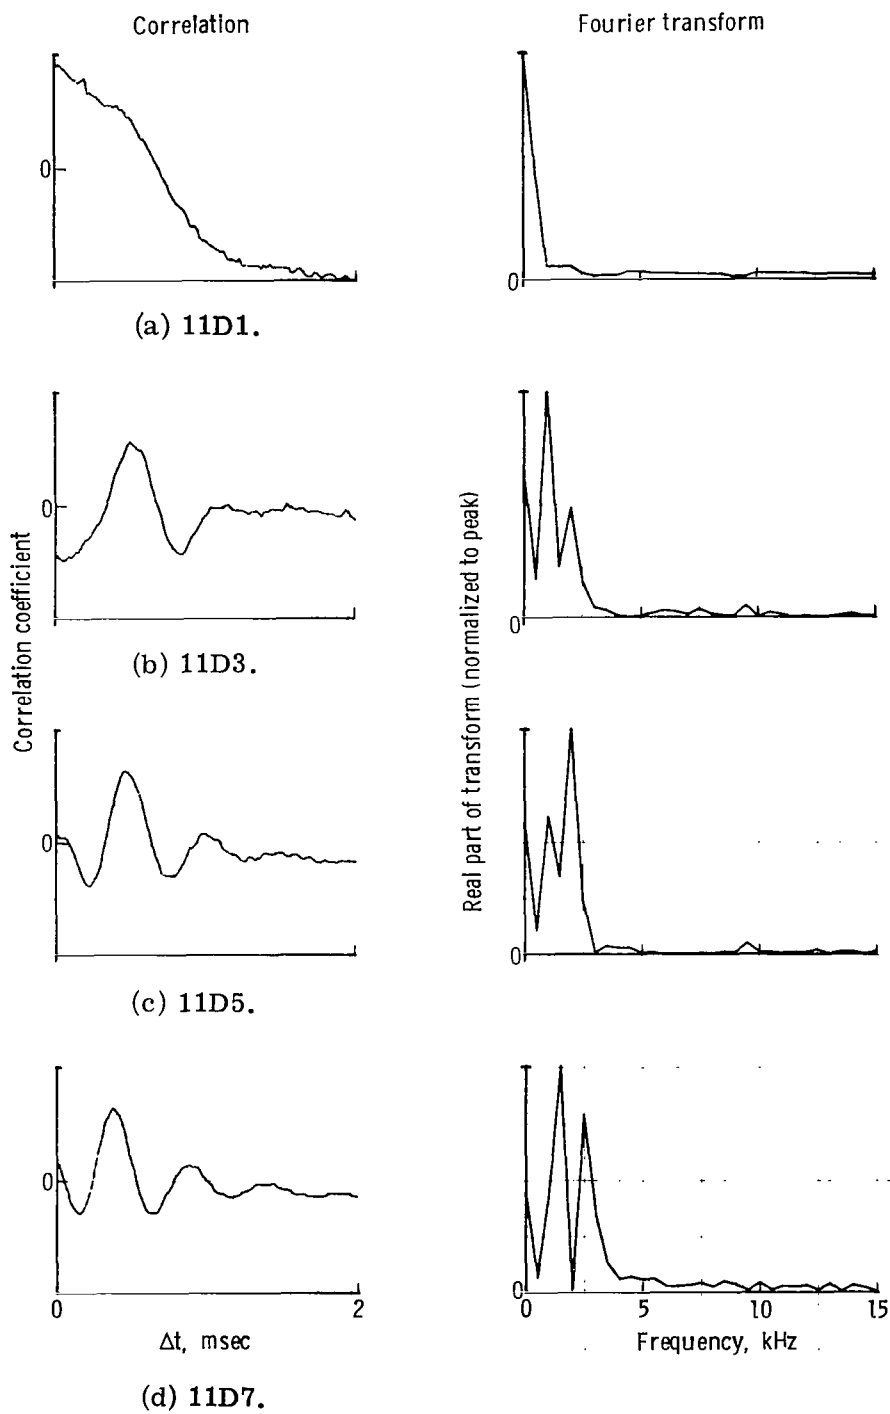 Correlation
Fourier transform
0
0
(a) 11D1.
0
0
(b) 11D3.
Correlation coefficient
Real part of transform (normalized to peak)
0
0
(c) 11D5.
0
0
0
2
Δt, msec
0
5
10
15
Frequency, kHz
(d) 11D7.